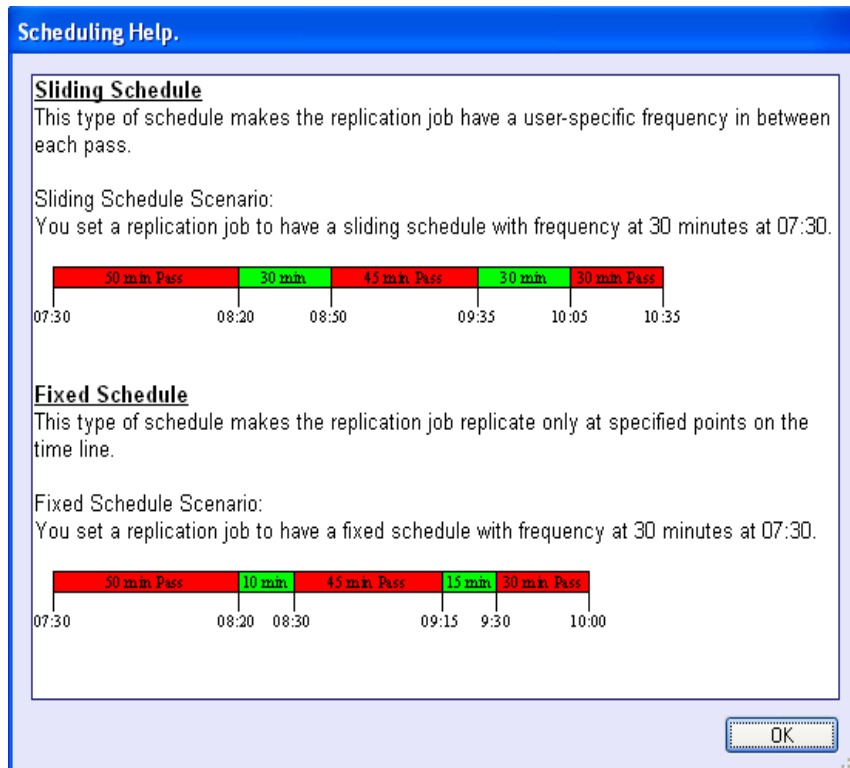 Scheduling Help.
Sliding Schedule
This type of schedule makes the replication job have a user-specific frequency in between
each pass.
Sliding Schedule Scenario:
You set a replication job to have a sliding schedule with frequency at 30 minutes at 07:30.
50 min Pass 30 min 45 min Pass 30 min 30 min Pass
07:30 08:20 08:50 09:35 10:05 10:35
Fixed Schedule
This type of schedule makes the replication job replicate only at specified points on the
time line.
Fixed Schedule Scenario:
You set a replication job to have a fixed schedule with frequency at 30 minutes at 07:30.
50 min Pass 10 min 45 min Pass 15 min 30 min Pass
07:30 08:20 08:30 09:15 9:30 10:00
OK